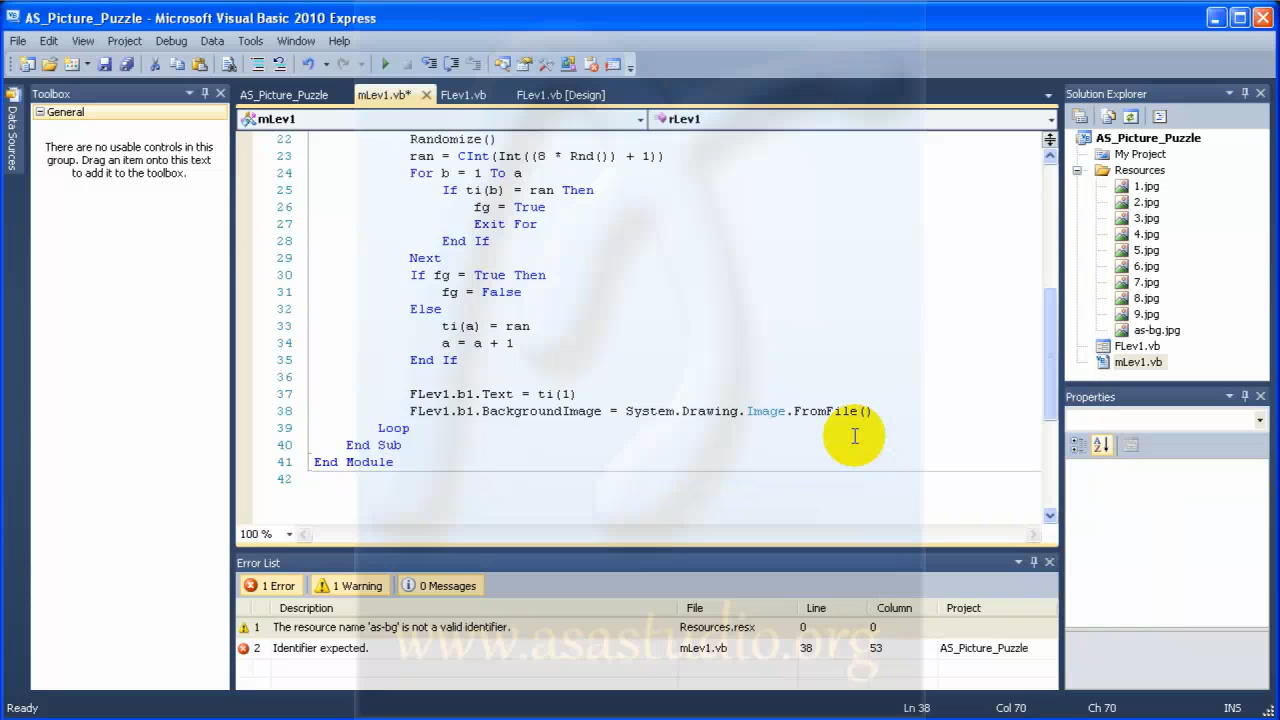 AS_Picture_Puzzle - Microsoft Visual Basic 2010 Express
File Edit View Project Debug Data Tools Window Help
Toolbox
General
There are no usable controls in this
group. Drag an item onto this text
to add it to the toolbox.
Data Sources
AS_Picture_Puzzle mLev1.vb* FLev1.vb FLev1.vb [Design]
mLev1 rLev1
22 Randomize()
23 ran = CInt(Int((8 * Rnd()) + 1))
24 For b = 1 To a
25 If ti(b) = ran Then
26 fg = True
27 Exit For
28 End If
29 Next
30 If fg = True Then
31 fg = False
32 Else
33 ti(a) = ran
34 a = a + 1
35 End If
36
37 FLev1.b1.Text = ti(1)
38 FLev1.b1.BackgroundImage = System.Drawing.Image.FromFile()
39 Loop
40 End Sub
41 End Module
42
100 %
Error List
1 Error 1 Warning 0 Messages
Description File Line Column Project
1 The resource name 'as-bg' is not a valid identifier. Resources.resx 0 0
2 Identifier expected. mLev1.vb 38 53 AS_Picture_Puzzle
www.asastudio.org
Solution Explorer
AS_Picture_Puzzle
My Project
Resources
1.jpg
2.jpg
3.jpg
4.jpg
5.jpg
6.jpg
7.jpg
8.jpg
9.jpg
as-bg.jpg
FLev1.vb
mLev1.vb
Properties
Ready Ln 38 Col 70 Ch 70 INS